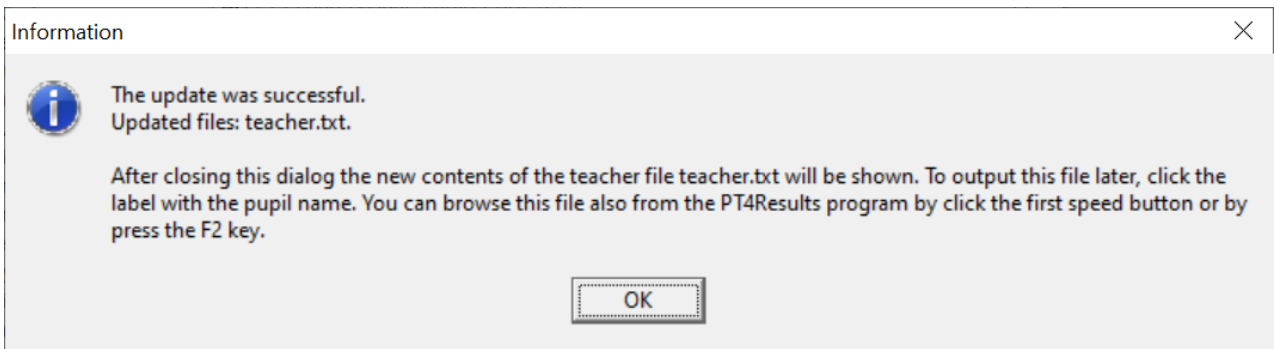 Information
The update was successful.
Updated files: teacher.txt.
After closing this dialog the new contents of the teacher file teacher.txt will be shown. To output this file later, click the
label with the pupil name. You can browse this file also from the PT4Results program by click the first speed button or by
press the F2 key.
OK